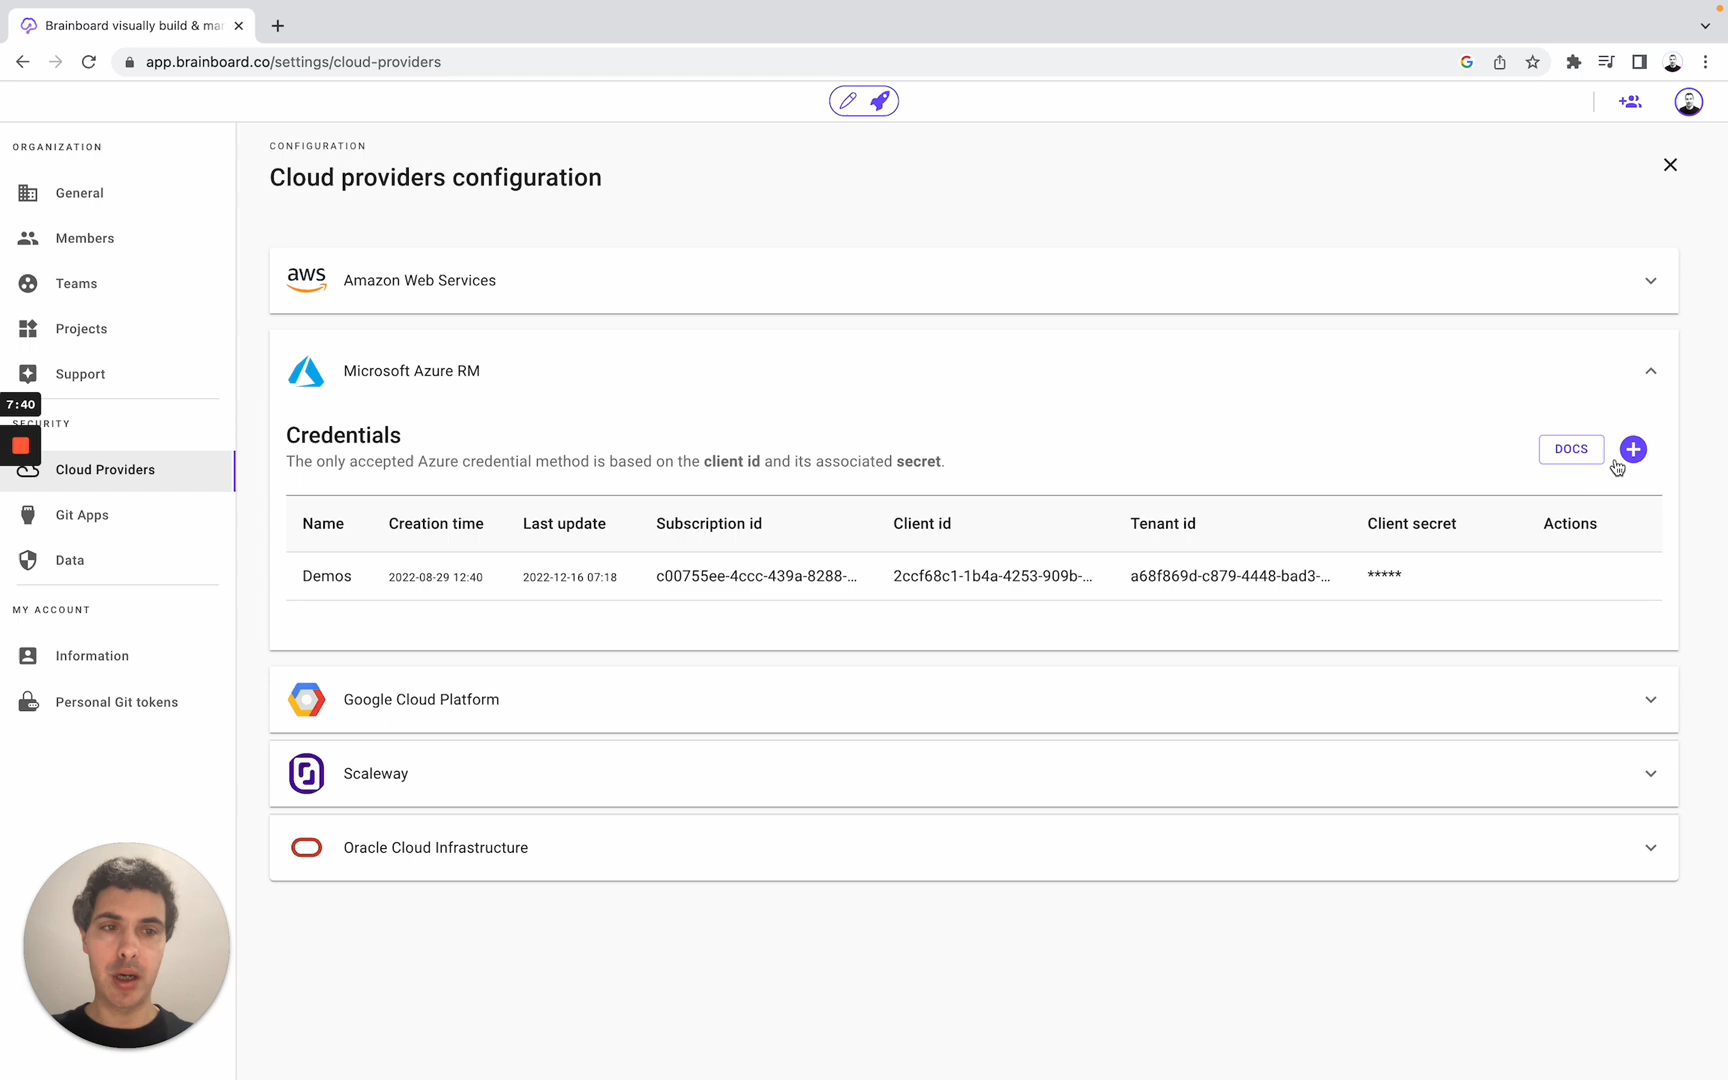 Brainboard visually build & ma
app.brainboard.co/settings/cloud-providers
ORGANIZATION
General
Members
Teams
Projects
Support
7:40
SECURITY
Cloud Providers
Git Apps
Data
MY ACCOUNT
Information
Personal Git tokens
CONFIGURATION
Cloud providers configuration
aws
Amazon Web Services
Microsoft Azure RM
Credentials
The only accepted Azure credential method is based on the client id and its associated secret.
DOCS
Name Creation time Last update Subscription id Client id Tenant id Client secret Actions
Demos 2022-08-29 12:40 2022-12-16 07:18 c00755ee-4ccc-439a-8288-... 2ccf68c1-1b4a-4253-909b-... a68f869d-c879-4448-bad3-... *****
Google Cloud Platform
Scaleway
Oracle Cloud Infrastructure